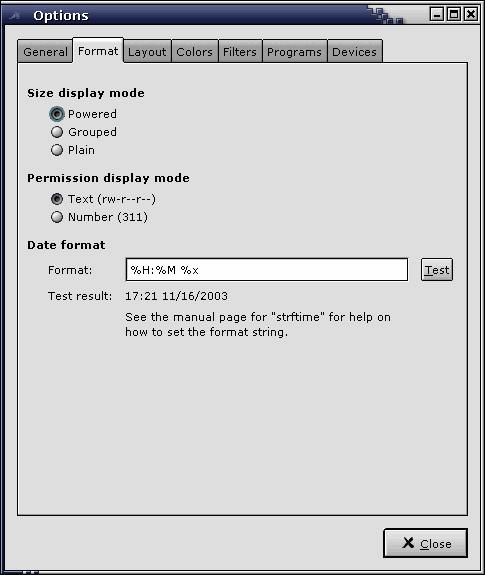 Options
General Format Layout Colors Filters Programs Devices
Size display mode
Powered
Grouped
Plain
Permission display mode
Text (rw-r--r--)
Number (311)
Date format
Format: %H:%M %x Test
Test result: 17:21 11/16/2003
See the manual page for "strftime" for help on
how to set the format string.
Close